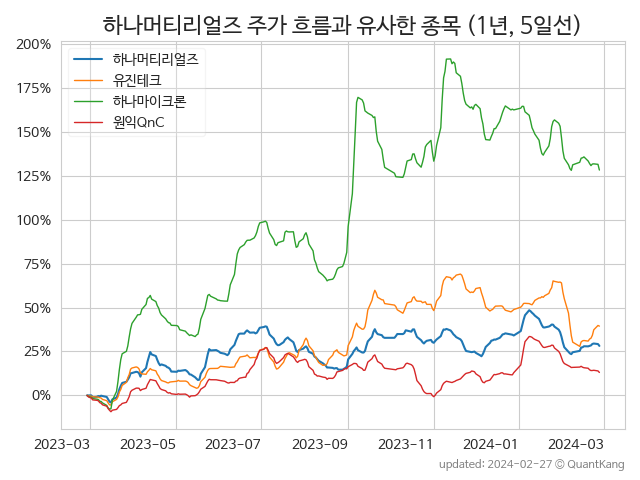 하나머티리얼즈 주가 흐름과 유사한 종목 (1년, 5일선)
200%
175%
150%
125%
100%
75%
50%
25%
0%
하나머티리얼즈
유진테크
하나마이크론
원익QnC
2023-03
2023-05
2023-07
2023-09
2023-11
2024-01
2024-03
updated: 2024-02-27 © QuantKang